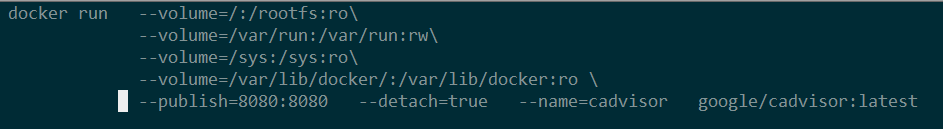 docker run   --volume=/:/rootfs:ro\
             --volume=/var/run:/var/run:rw\
             --volume=/sys:/sys:ro\
             --volume=/var/lib/docker/:/var/lib/docker:ro \
             --publish=8080:8080   --detach=true   --name=cadvisor   google/cadvisor:latest